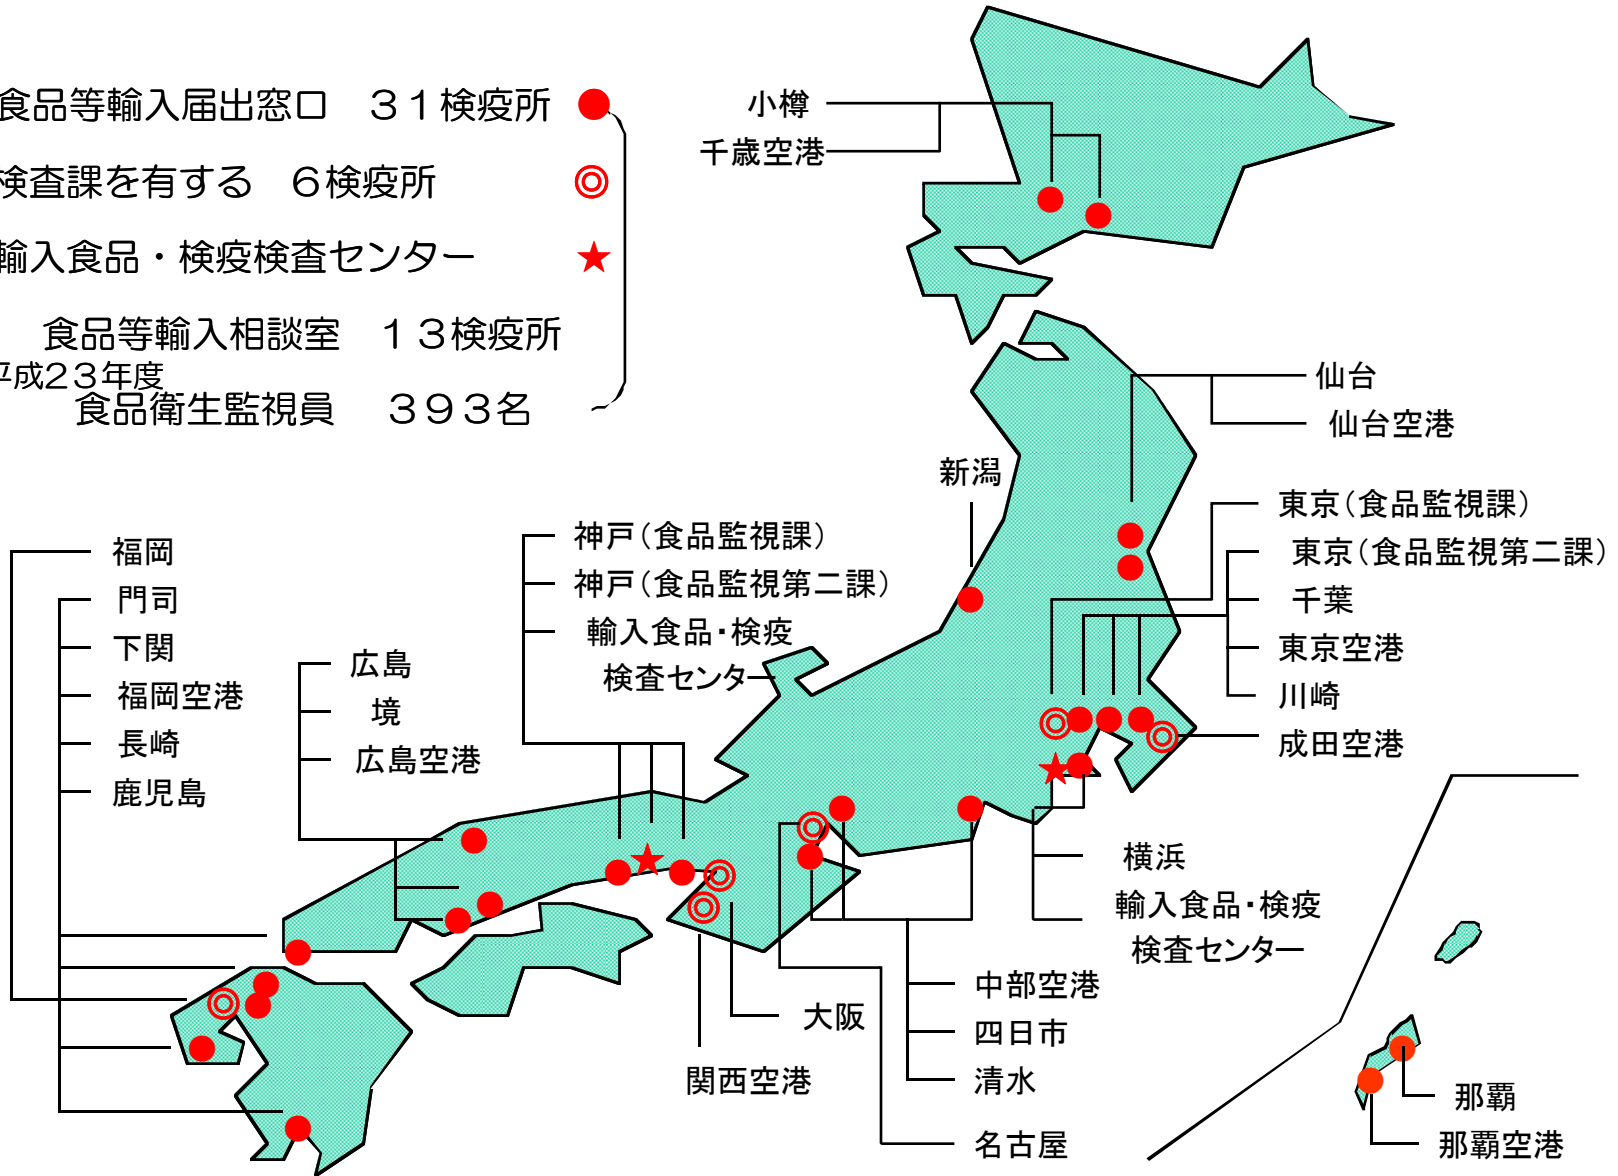 食品等輸入届出窓口　３１検疫所
検査課を有する　６検疫所
輸入食品・検疫検査センター
食品等輸入相談室　１３検疫所
平成２３年度
食品衛生監視員　３９３名
小樽
千歳空港
仙台
仙台空港
新潟
東京（食品監視課）
東京（食品監視第二課）
千葉
東京空港
川崎
成田空港
神戸（食品監視課）
神戸（食品監視第二課）
輸入食品・検疫
検査センター
福岡
門司
下関
福岡空港
長崎
鹿児島
広島
境
広島空港
横浜
輸入食品・検疫
検査センター
大阪
関西空港
中部空港
四日市
清水
名古屋
那覇
那覇空港